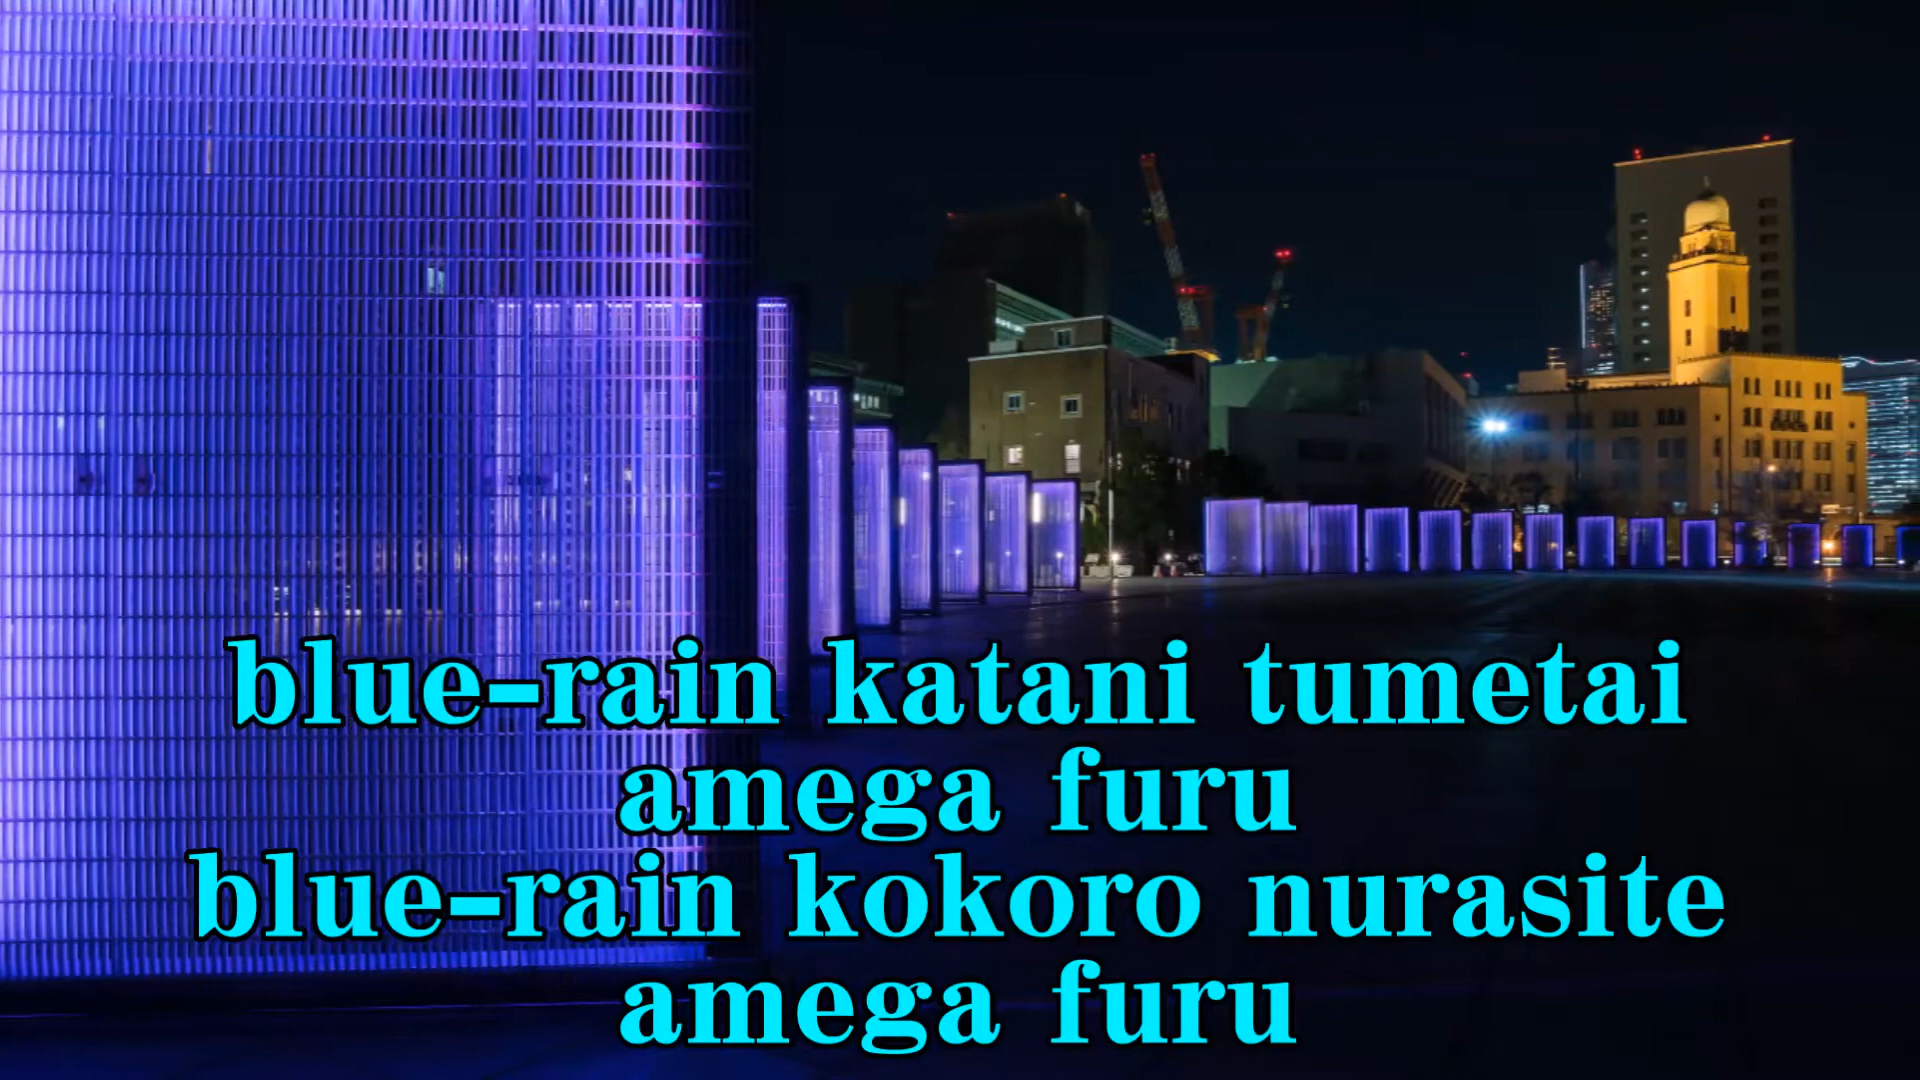 blue-rain katani tumetai
amega furu
blue-rain kokoro nurasite
amega furu